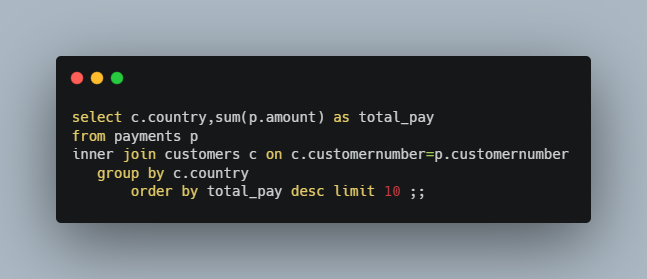 select c.country,sum(p.amount) as total_pay
from payments p
inner join customers c on c.customernumber=p.customernumber
group by c.country
order by total_pay desc limit 10 ;;